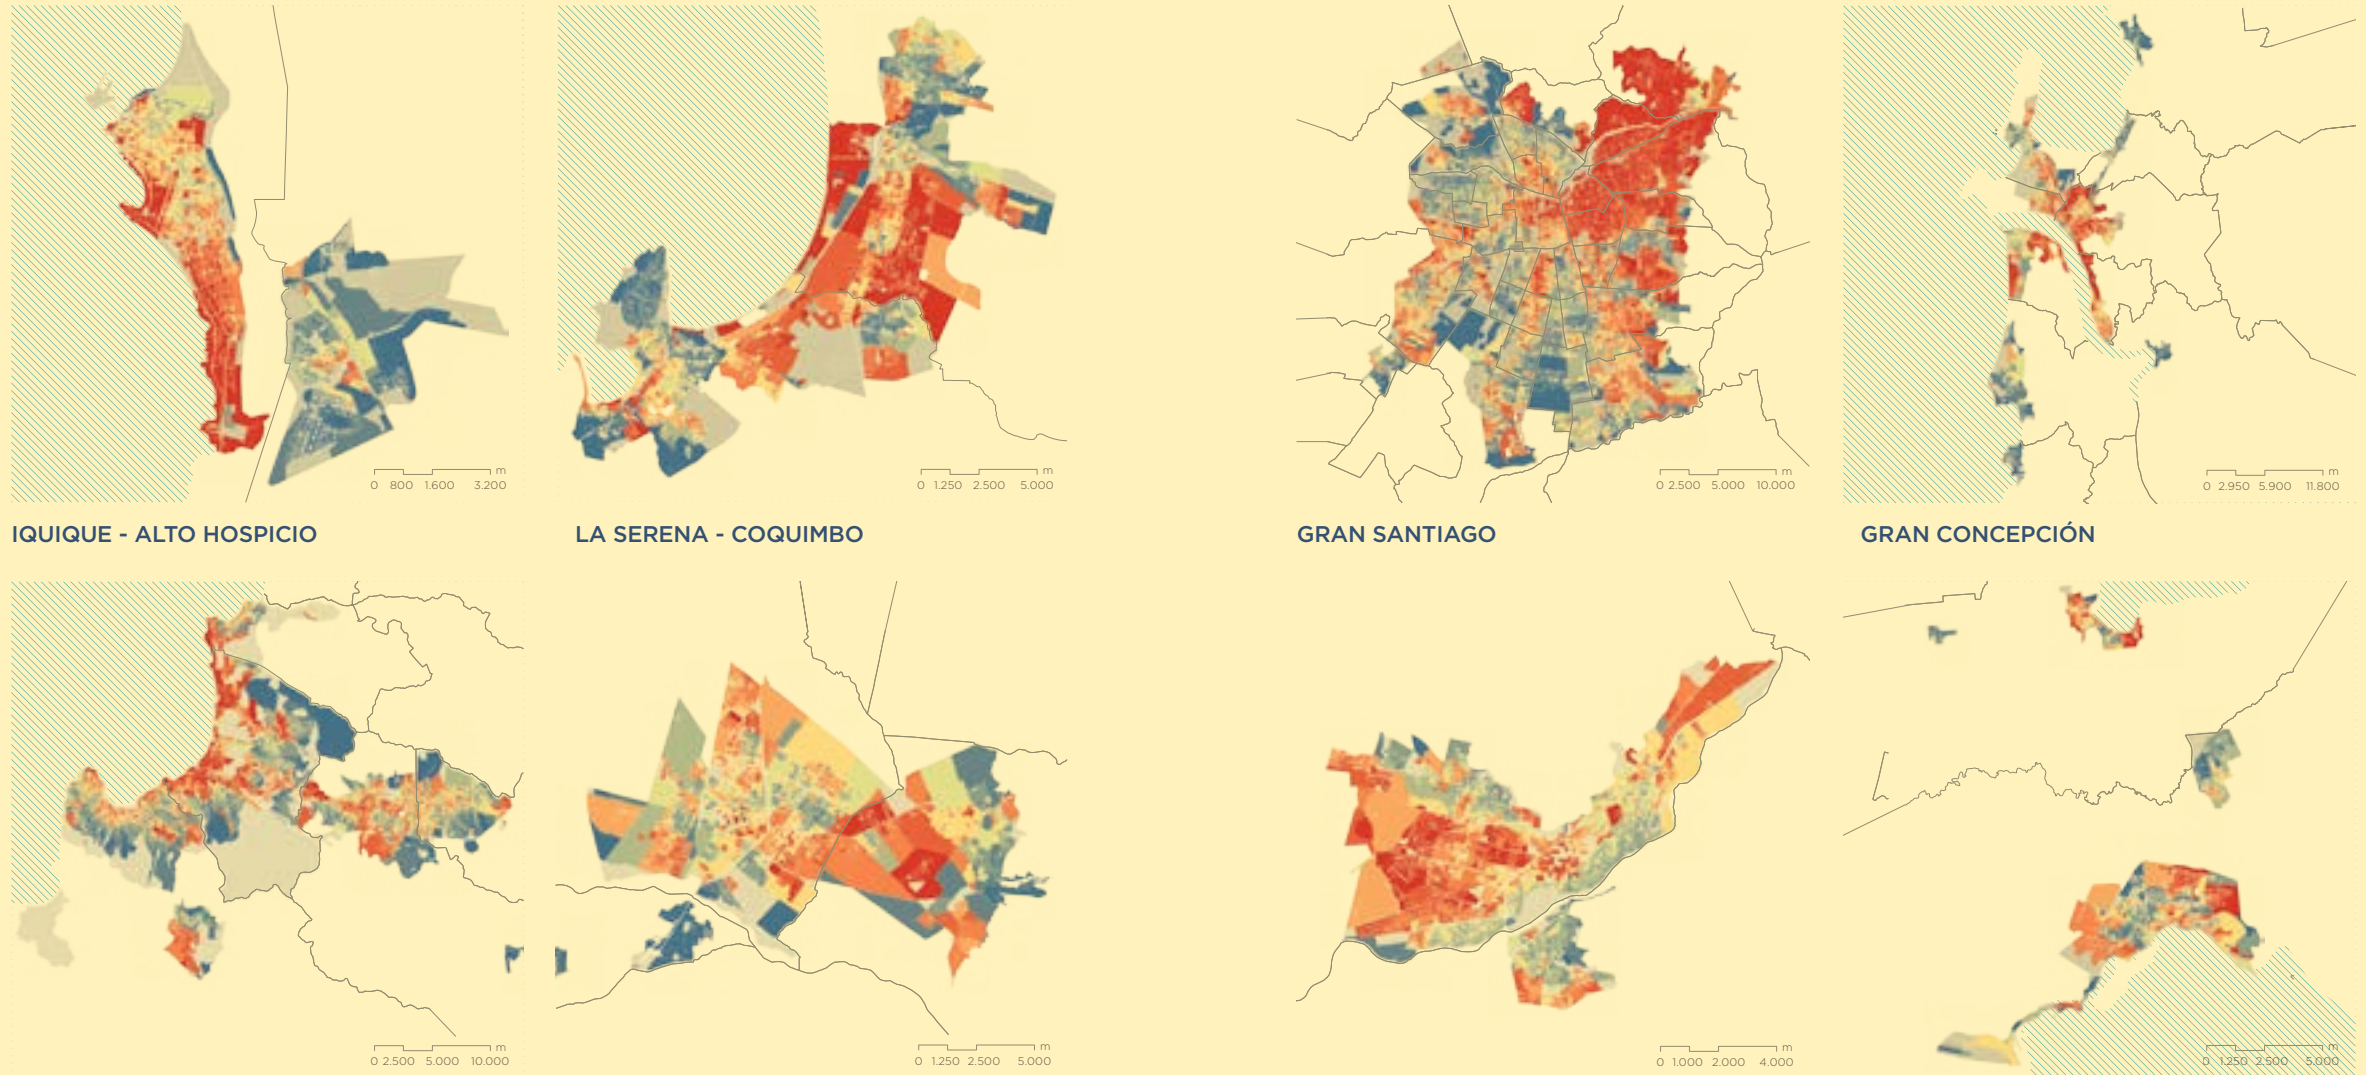 m
0 800 1.600 3.200
m
0 1.250 2.500 5.000
m
0 2.500 5.000 10.000
m
0 2.950 5.900 11.800
IQUIQUE - ALTO HOSPICIO
LA SERENA - COQUIMBO
GRAN SANTIAGO
GRAN CONCEPCIÓN
m
0 2.500 5.000 10.000
m
0 1.250 2.500 5.000
m
0 1.000 2.000 4.000
m
0 1.250 2.500 5.000